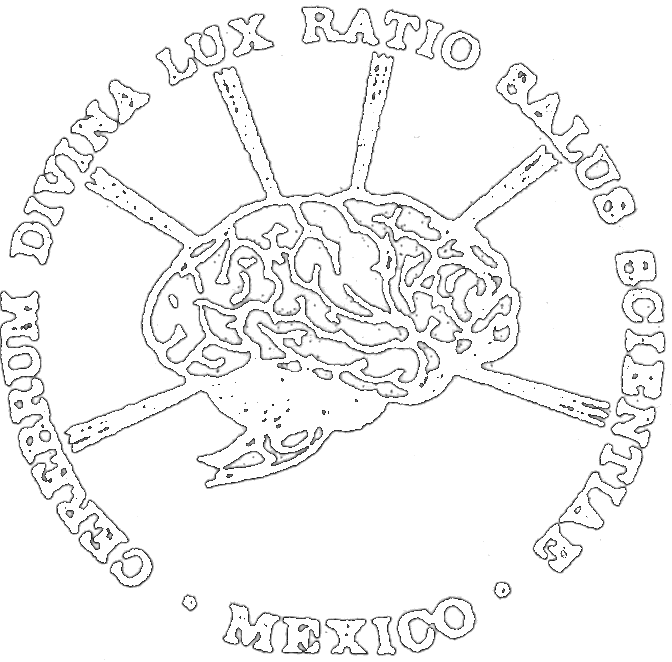 CEREBRUM DIVINA LUX RATIO SALUS SCIENTIAE
· MEXICO ·